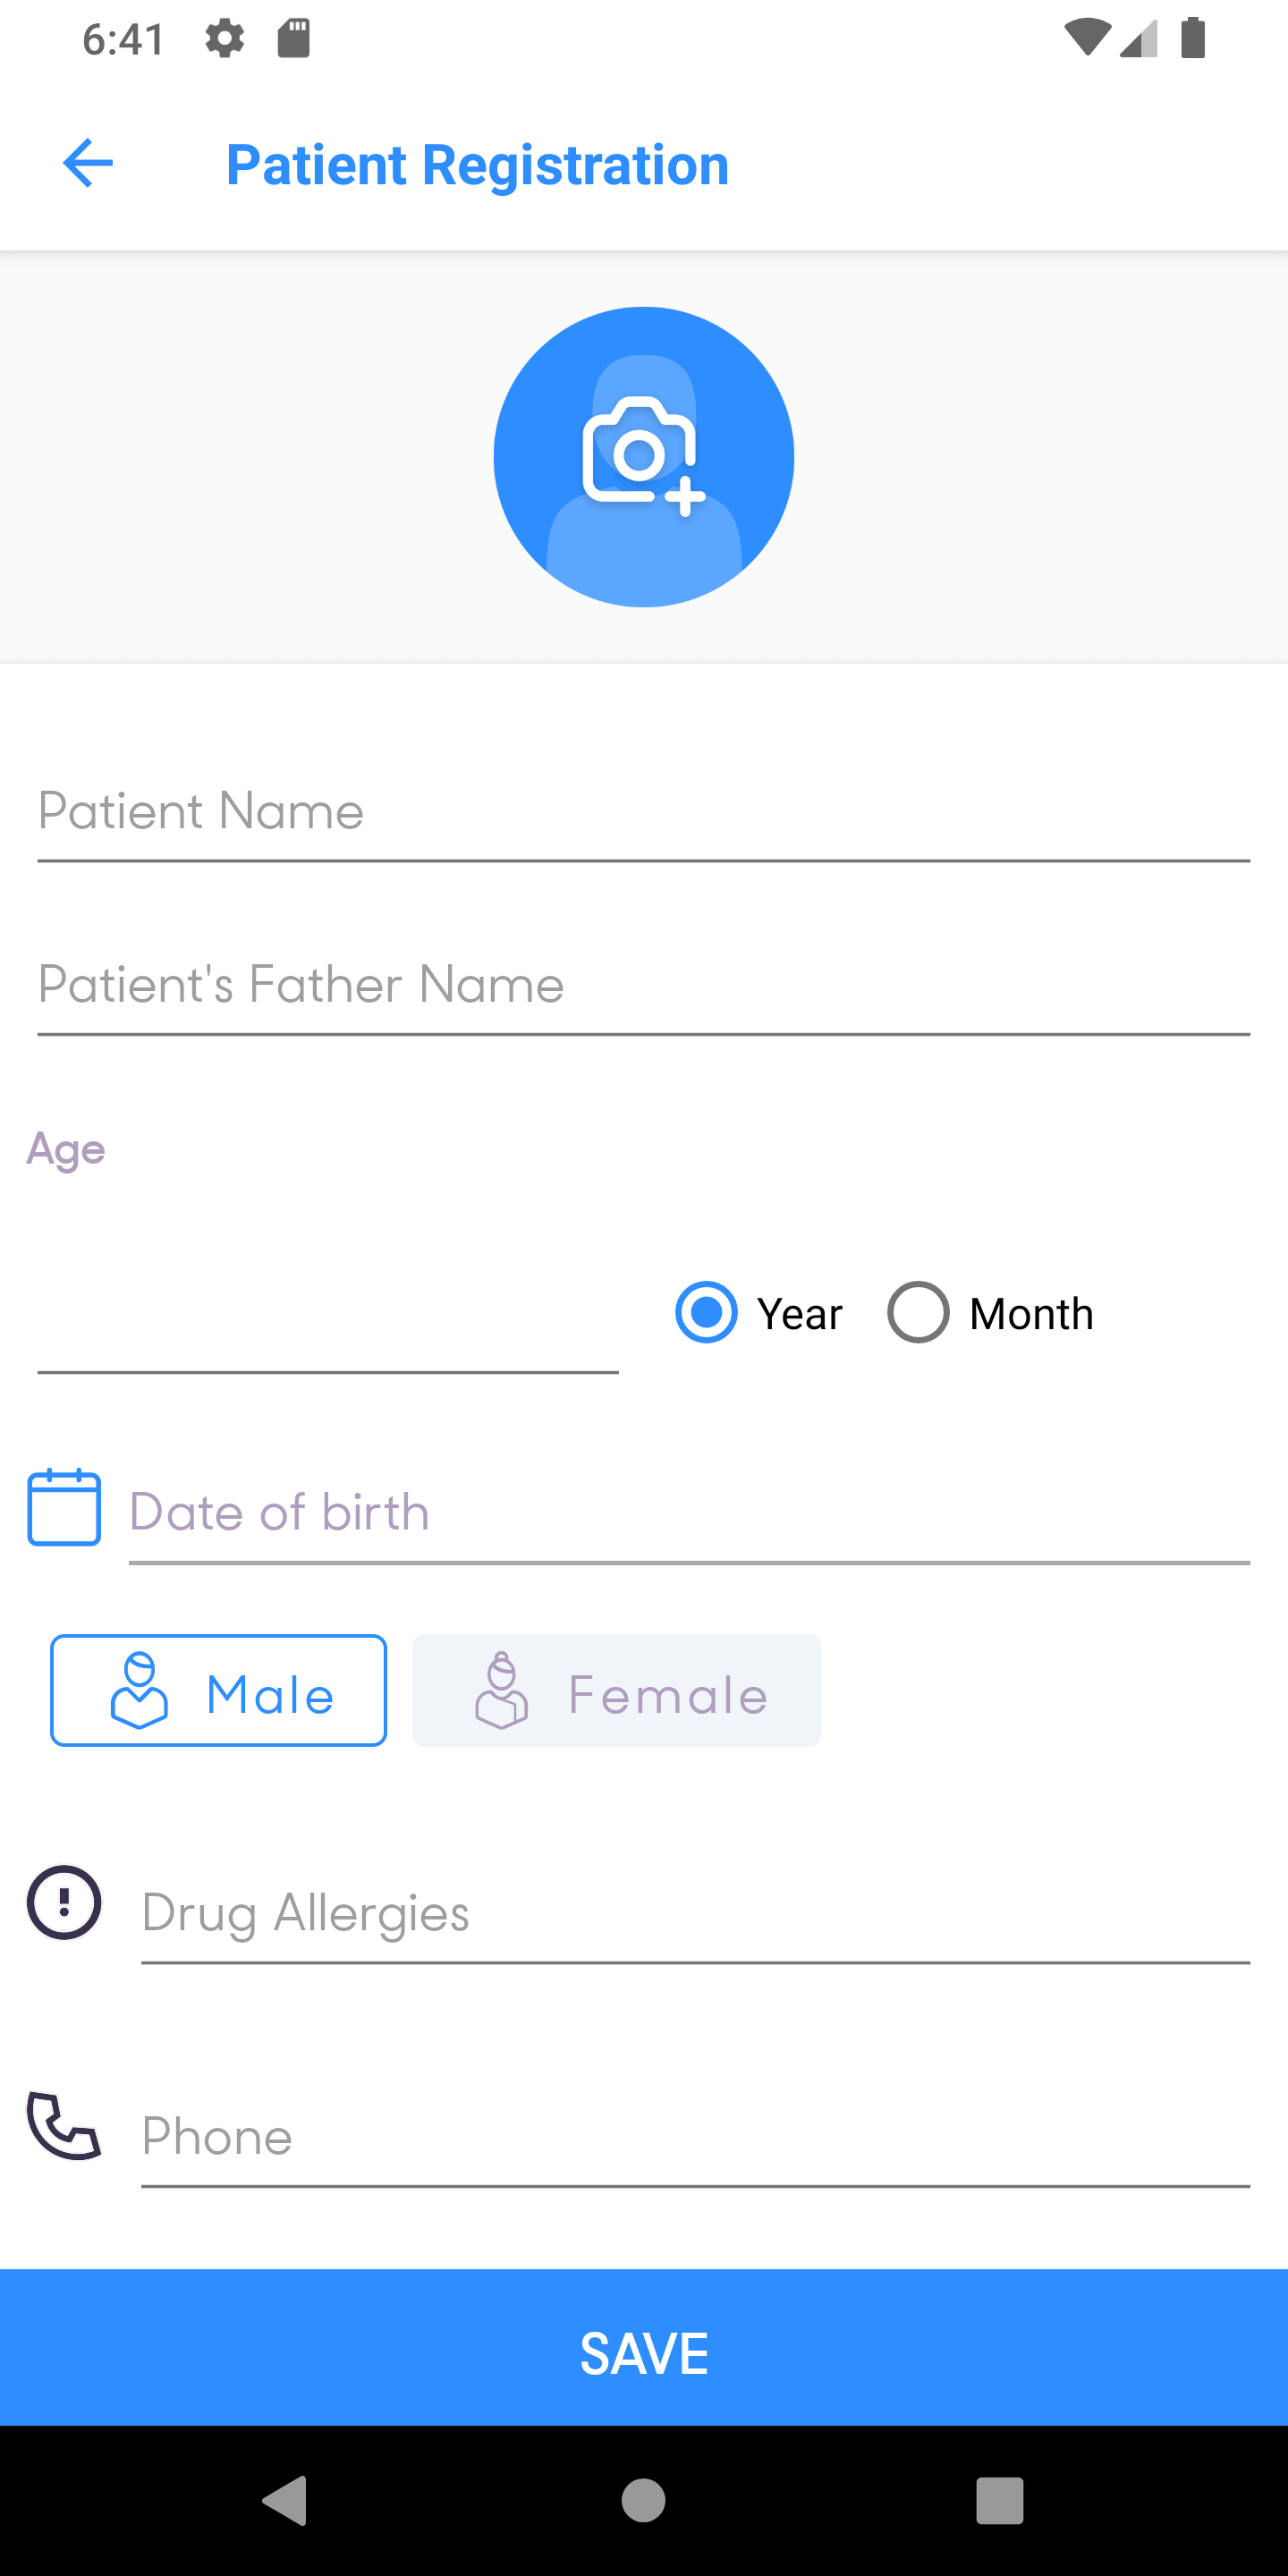 6:41
Patient Registration
Patient Name
Patient's Father Name
Age
Year Month
Date of birth
Male Female
Drug Allergies
Phone
SAVE